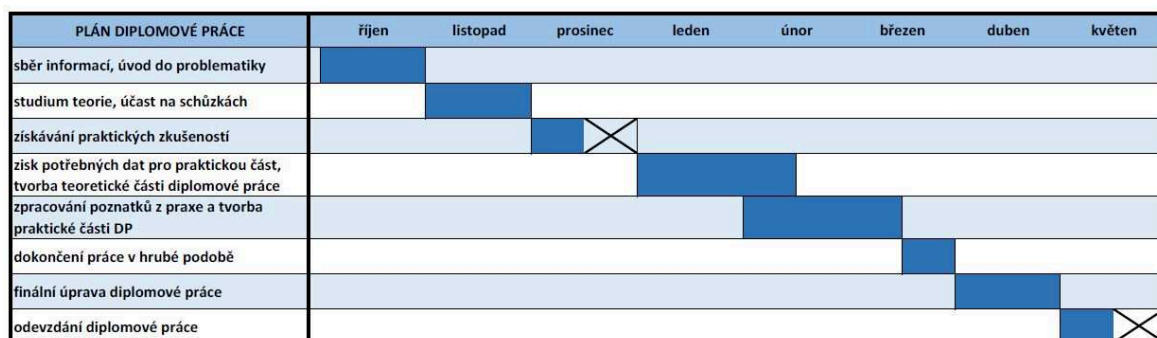 PLÁN DIPLOMOVÉ PRÁCE říjen listopad prosinec leden únor březen duben květen
sběr informací, úvod do problematiky
studium teorie, účast na schůzkách
získávání praktických zkušeností
zisk potřebných dat pro praktickou část,
tvorba teoretické části diplomové práce
zpracování poznatků z praxe a tvorba
praktické části DP
dokončení práce v hrubé podobě
finální úprava diplomové práce
odevzdání diplomové práce